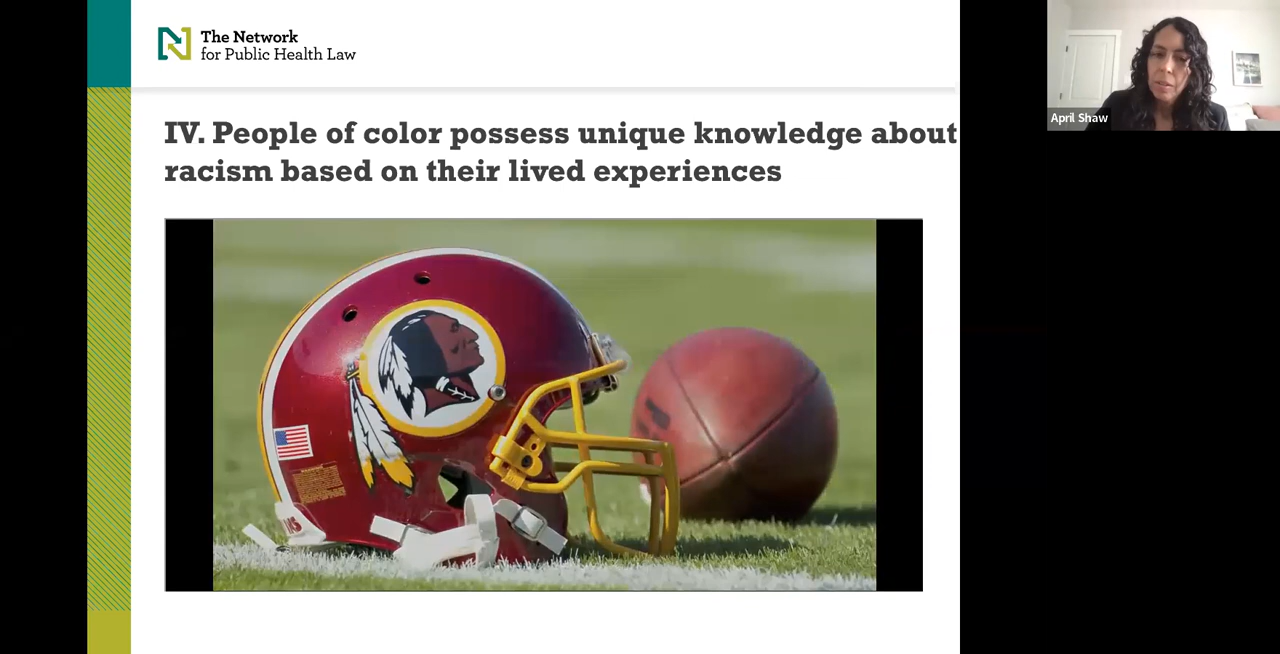 The Network
for Public Health Law
April Shaw
IV. People of color possess unique knowledge about
racism based on their lived experiences